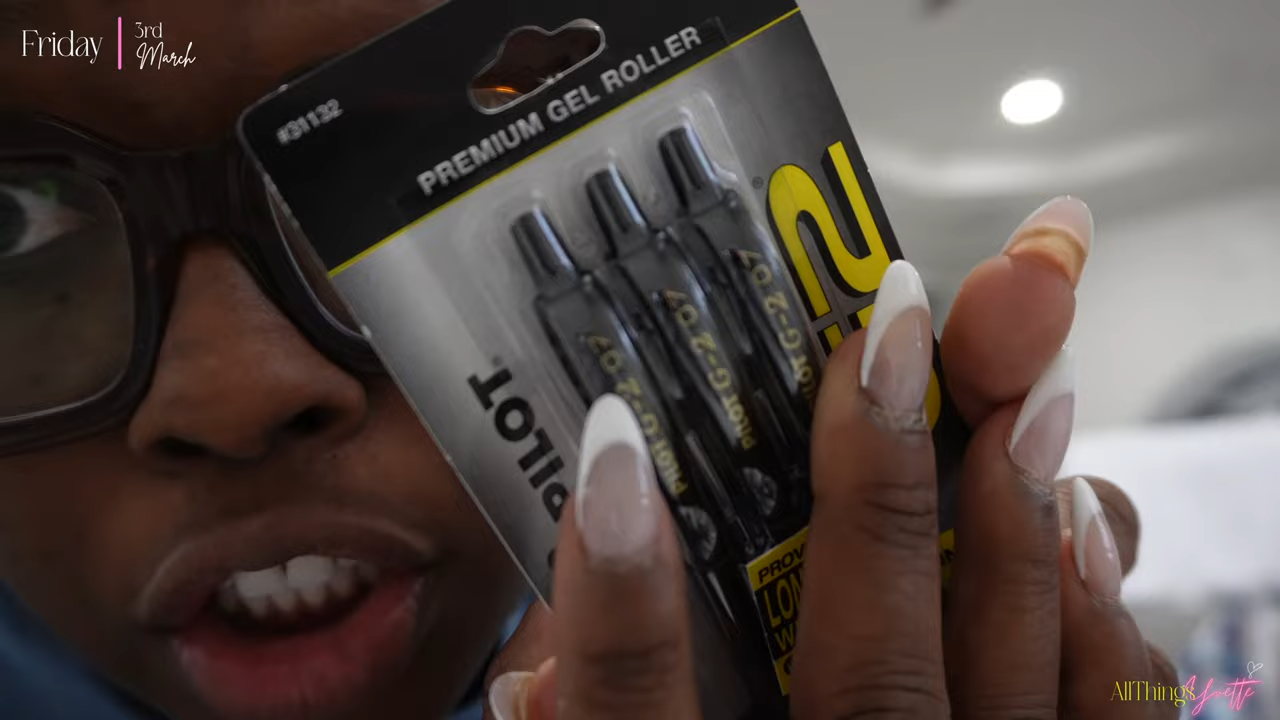 Friday
3rd
March
#31132
PREMIUM GEL ROLLER
PILOT
G2
PILOT G-2 07
PILOT G-2 07
PILOT G-2 07
PROV
LON
W
AllThingsYvette